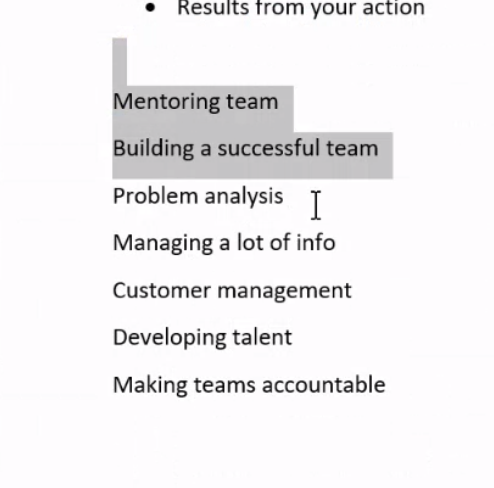 • Results from your action
Mentoring team
Building a successful team
Problem analysis
Managing a lot of info
Customer management
Developing talent
Making teams accountable